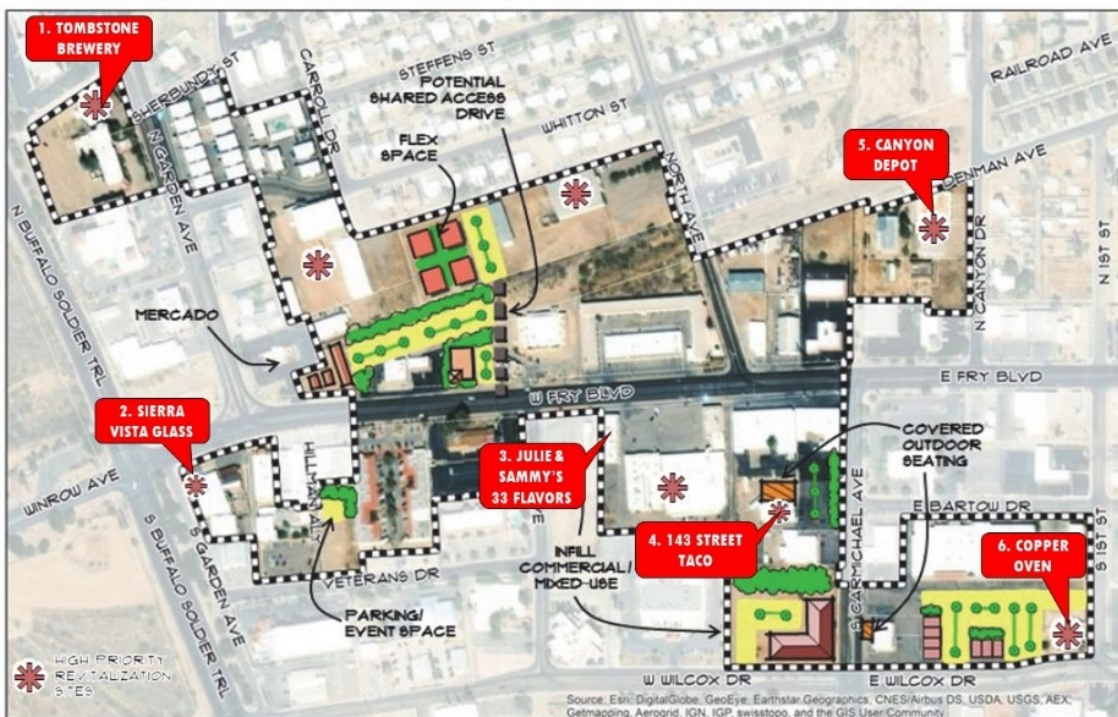 1. TOMBSTONE
BREWERY
SHERBUNDY ST
CARROLL DR
STEFFENS ST
POTENTIAL
SHARED ACCESS
DRIVE
FLEX
SPACE
WHITTON ST
RAILROAD AVE
5. CANYON
DEPOT
DENMAN AVE
N GARDEN AVE
NORTH AVE
N BUFFALO SOLDIER TRL
N CANYON DR
N 1ST ST
MERCADO
W FRY BLVD
E FRY BLVD
2. SIERRA
VISTA GLASS
HILLMAN ALY
3. JULIE &
SAMMY'S
33 FLAVORS
COVERED
OUTDOOR
SEATING
WINROW AVE
S GARDEN AVE
S BUFFALO SOLDIER TRL
VETERANS DR
PARKING/
EVENT SPACE
INFILL
COMMERCIAL/
MIXED-USE
4. 143 STREET
TACO
S CARMICHAEL AVE
E BARTOW DR
6. COPPER
OVEN
S 1ST ST
HIGH PRIORITY
REVITALIZATION
SITES
W WILCOX DR
E WILCOX DR
Source: Esri, DigitalGlobe, GeoEye, Earthstar Geographics, CNES/Airbus DS, USDA, USGS, AEX,
Getmapping, Aerogrid, IGN, IGP, swisstopo, and the GIS User Community